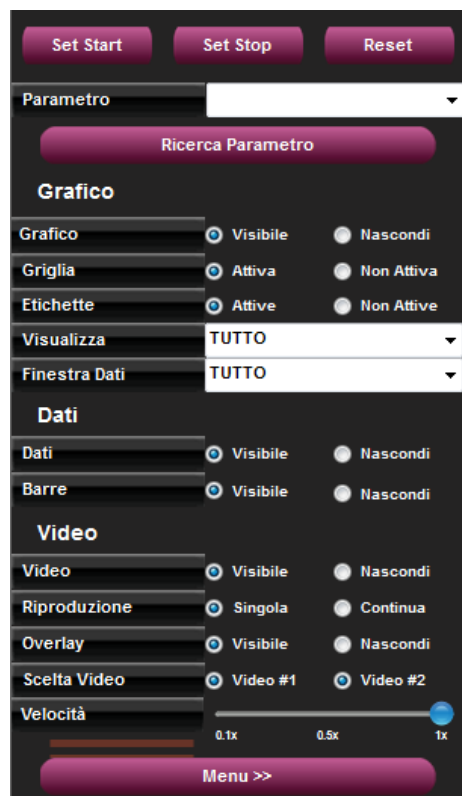 Set Start Set Stop Reset
Parametro
Ricerca Parametro
Grafico
Grafico Visibile Nascondi
Griglia Attiva Non Attiva
Etichette Attive Non Attive
Visualizza TUTTO
Finestra Dati TUTTO
Dati
Dati Visibile Nascondi
Barre Visibile Nascondi
Video
Video Visibile Nascondi
Riproduzione Singola Continua
Overlay Visibile Nascondi
Scelta Video Video #1 Video #2
Velocità
0.1x 0.5x 1x
Menu >>